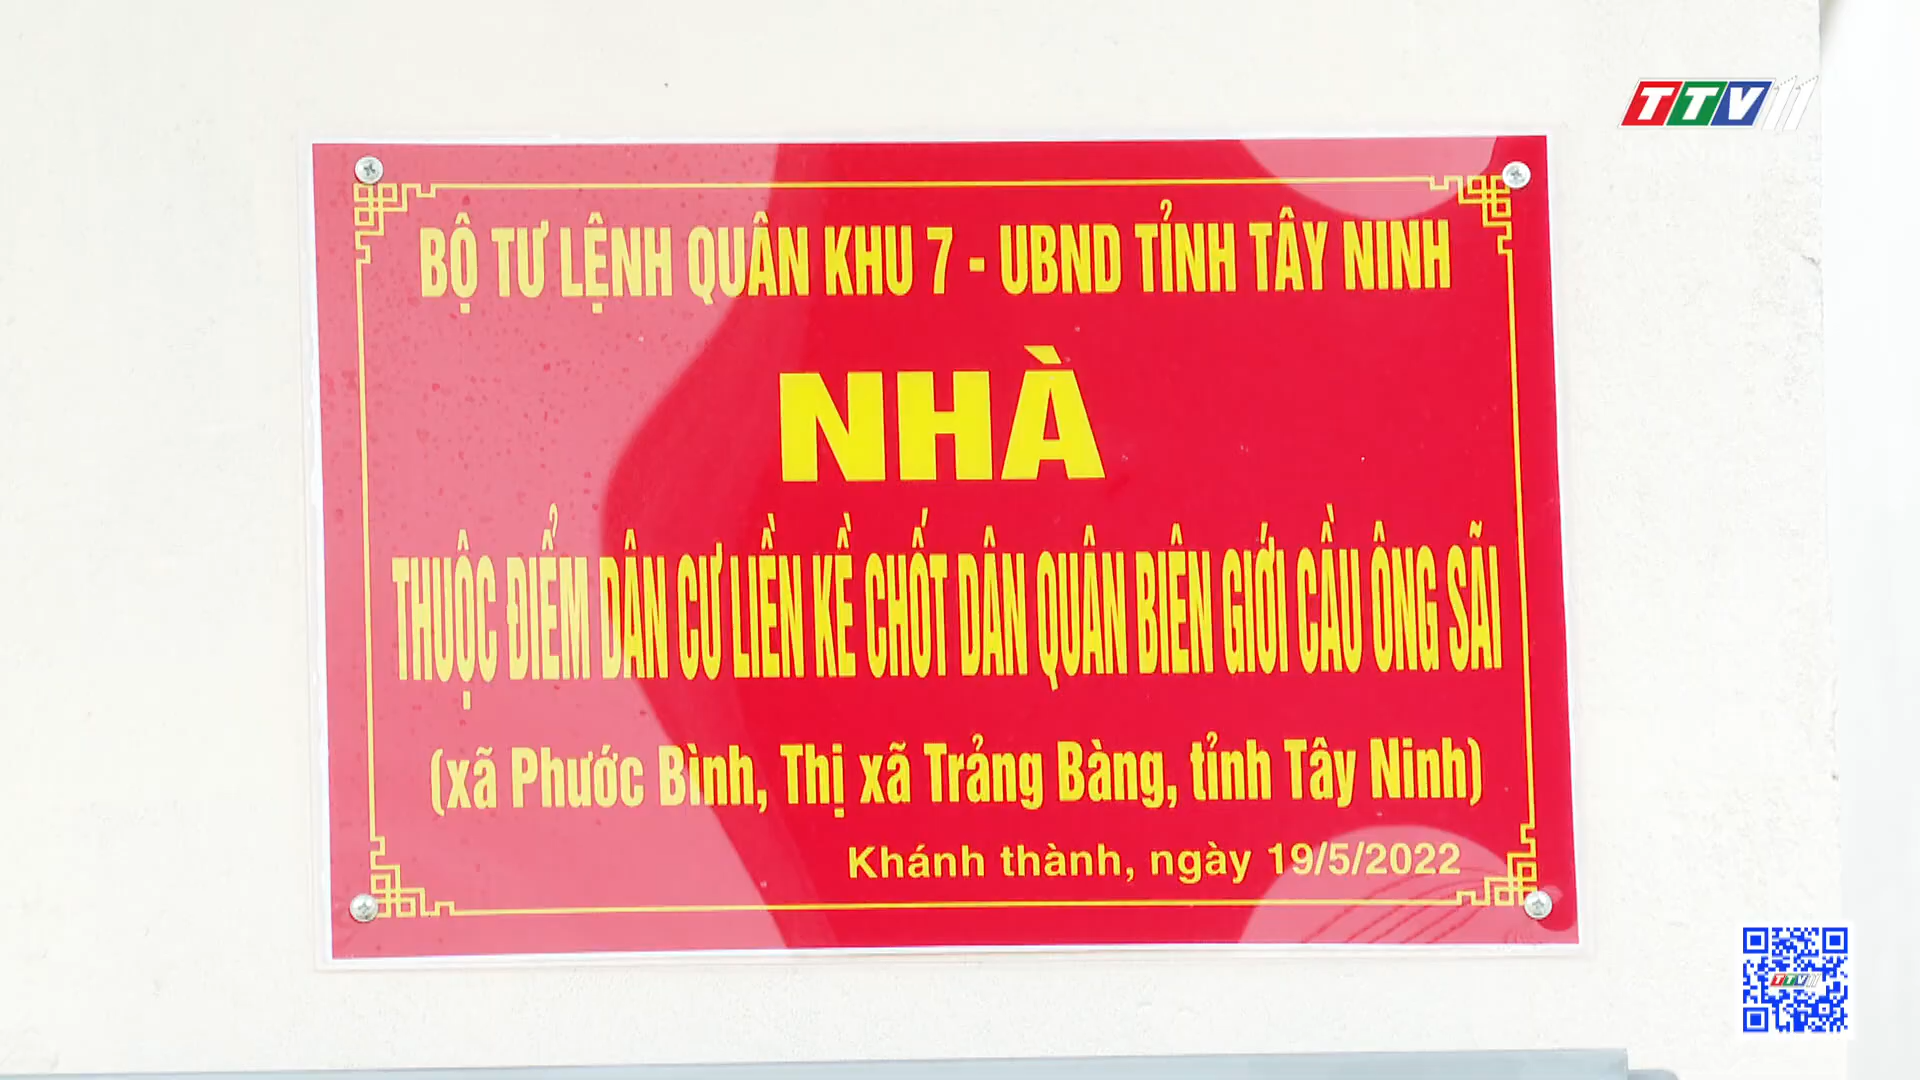 TTV11
BỘ TƯ LỆNH QUÂN KHU 7 - UBND TỈNH TÂY NINH
NHÀ
THUỘC ĐIỂM DÂN CƯ LIỀN KỀ CHỐT DÂN QUÂN BIÊN GIỚI CẦU ÔNG SÃI
(xã Phước Bình, Thị xã Trảng Bàng, tỉnh Tây Ninh)
Khánh thành, ngày 19/5/2022
TTV11